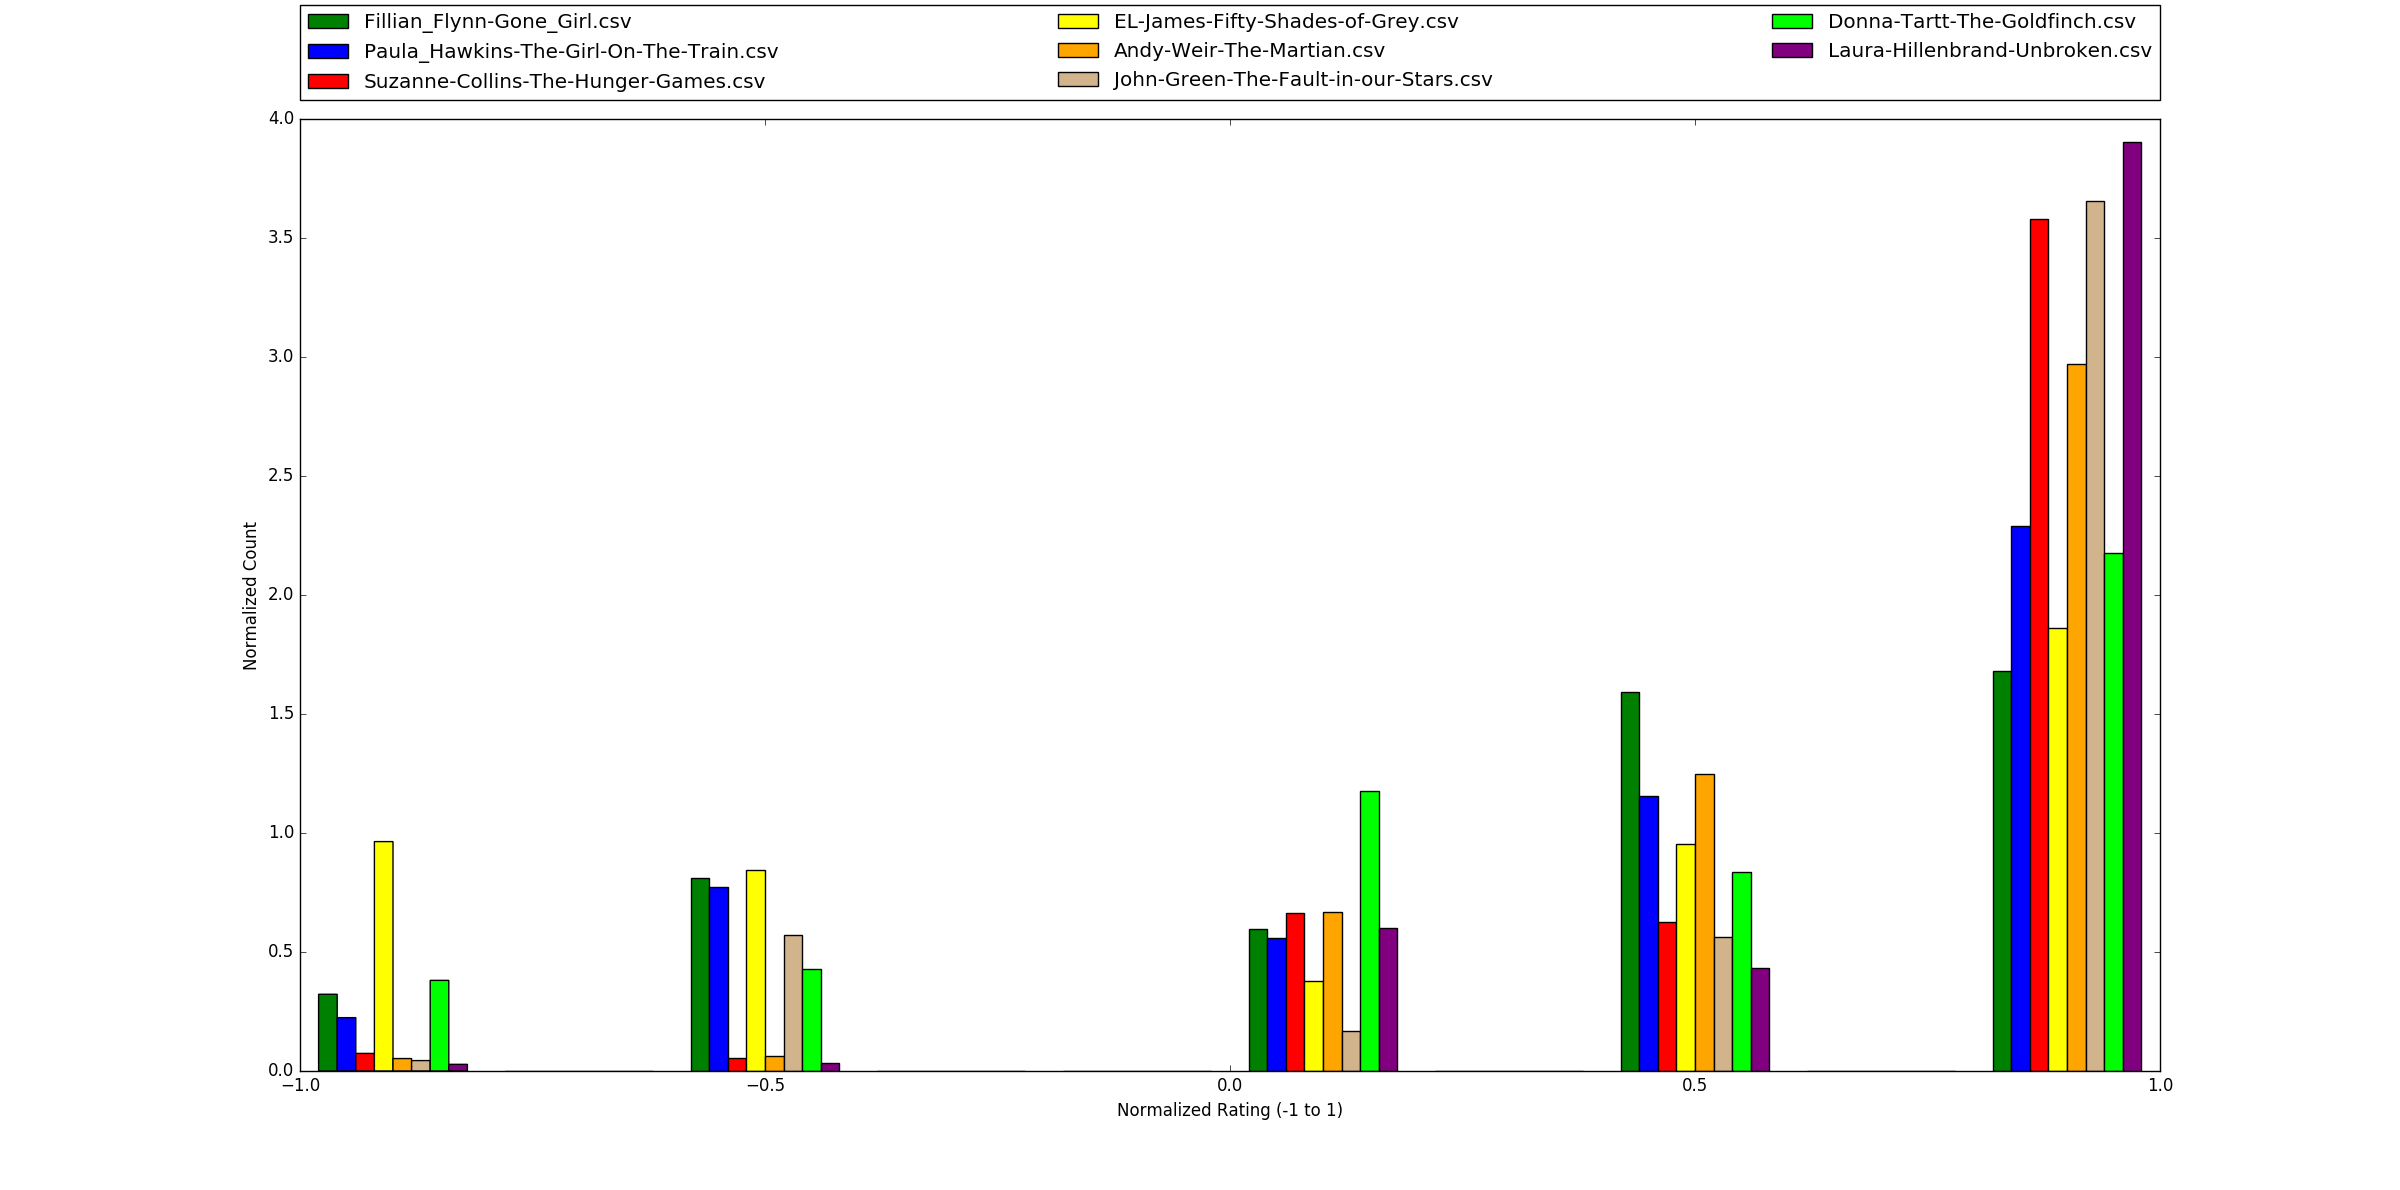 Fillian_Flynn-Gone_Girl.csv
Paula_Hawkins-The-Girl-On-The-Train.csv
Suzanne-Collins-The-Hunger-Games.csv
EL-James-Fifty-Shades-of-Grey.csv
Andy-Weir-The-Martian.csv
John-Green-The-Fault-in-our-Stars.csv
Donna-Tartt-The-Goldfinch.csv
Laura-Hillenbrand-Unbroken.csv
4.0
3.5
3.0
2.5
2.0
1.5
1.0
0.5
0.0
Normalized Count
−1.0
−0.5
0.0
0.5
1.0
Normalized Rating (-1 to 1)